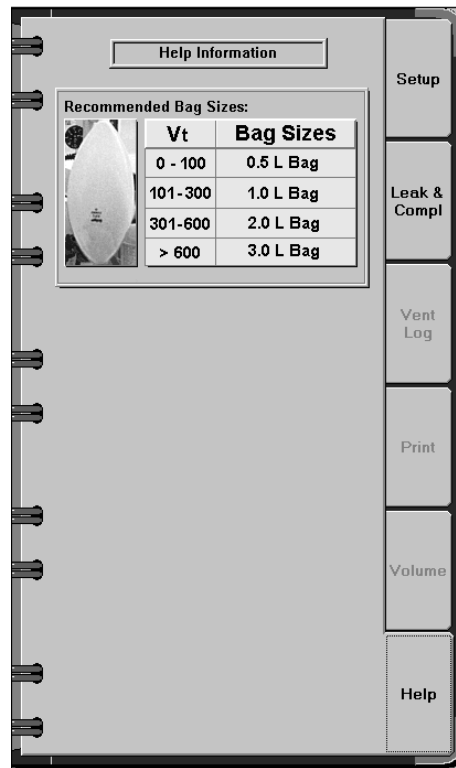 Help Information
Recommended Bag Sizes:
Vt Bag Sizes
0 - 100 0.5 L Bag
101-300 1.0 L Bag
301-600 2.0 L Bag
> 600 3.0 L Bag
Setup
Leak &
Compl
Vent
Log
Print
Volume
Help